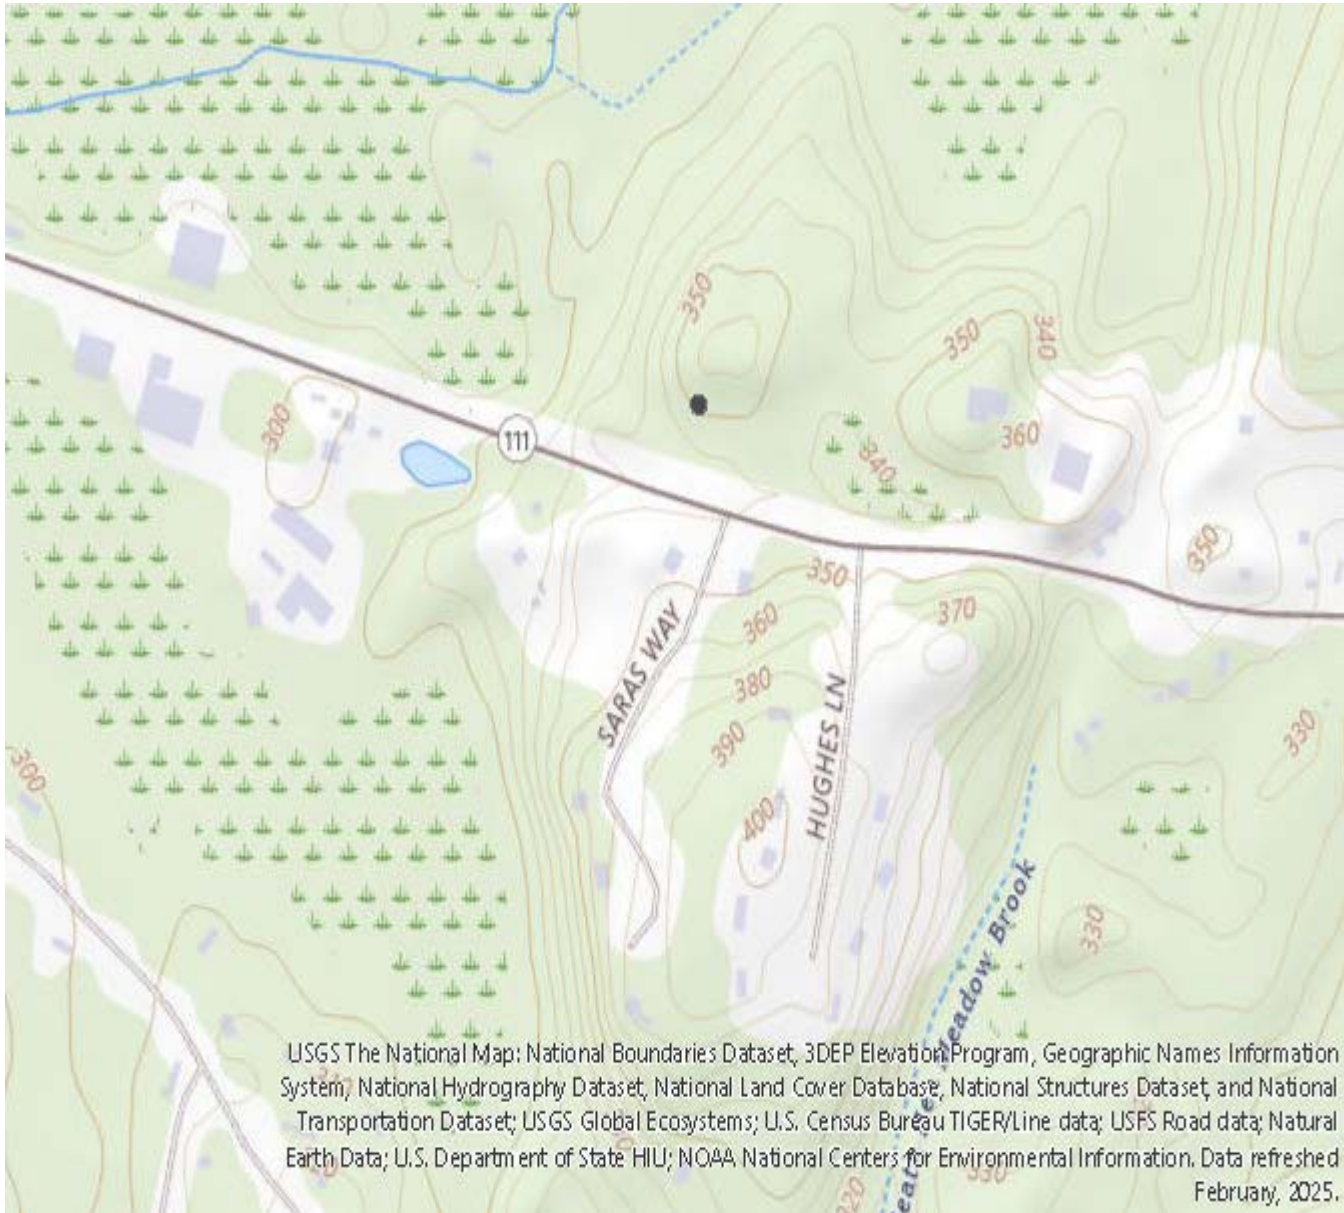 350
350
340
300
111
340
360
350
350
370
360
SARAS WAY
380
HUGHES LN
390
330
300
400
330
Meadow Brook
USGS The National Map: National Boundaries Dataset, 3DEP Elevation Program, Geographic Names Information
System, National Hydrography Dataset, National Land Cover Database, National Structures Dataset, and National
Transportation Dataset; USGS Global Ecosystems; U.S. Census Bureau TIGER/Line data; USFS Road data; Natural
Earth Data; U.S. Department of State HIU; NOAA National Centers for Environmental Information. Data refreshed
February, 2025.
320